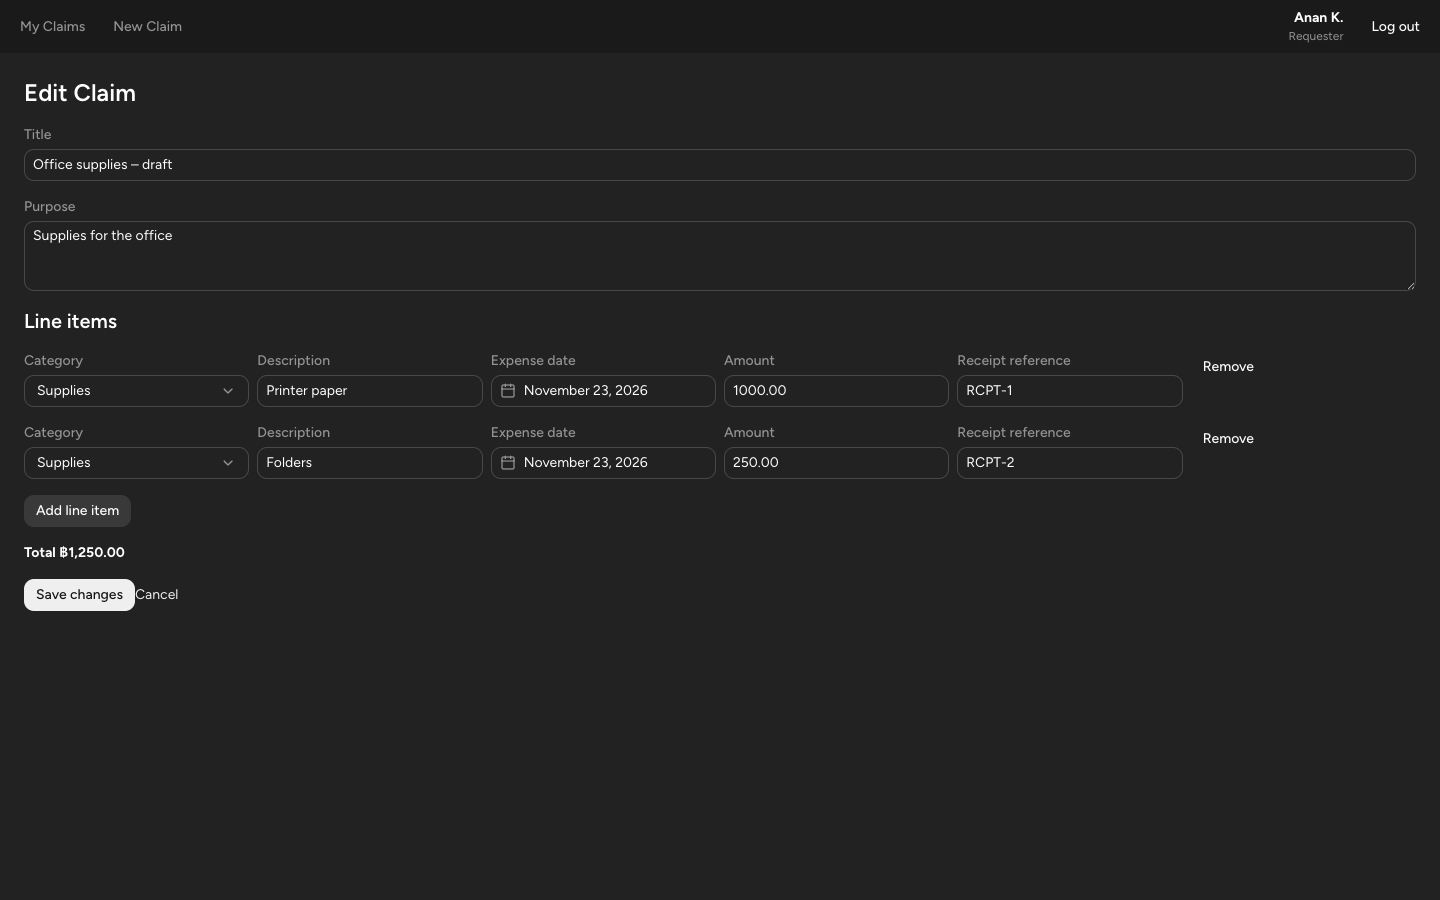 My Claims New Claim Anan K. Requester Log out
Edit Claim
Title
Office supplies – draft
Purpose
Supplies for the office
Line items
Category Description Expense date Amount Receipt reference Remove
Supplies Printer paper November 23, 2026 1000.00 RCPT-1
Category Description Expense date Amount Receipt reference Remove
Supplies Folders November 23, 2026 250.00 RCPT-2
Add line item
Total ฿1,250.00
Save changes Cancel